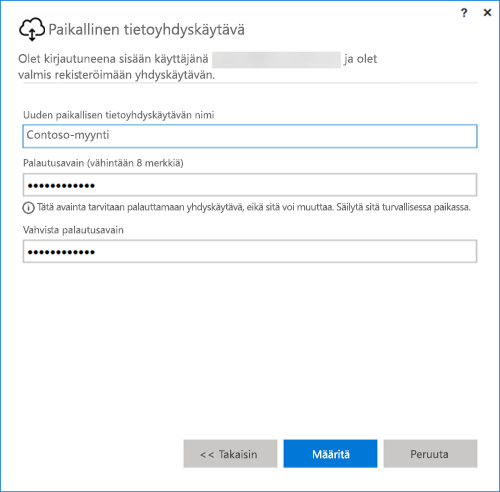 ? ×
Paikallinen tietoyhdyskäytävä
Olet kirjautuneena sisään käyttäjänä ja olet
valmis rekisteröimään yhdyskäytävän.
Uuden paikallisen tietoyhdyskäytävän nimi
Contoso-myynti
Palautusavain (vähintään 8 merkkiä)
••••••••••••
Tätä avainta tarvitaan palauttamaan yhdyskäytävä, eikä sitä voi muuttaa. Säilytä sitä turvallisessa paikassa.
Vahvista palautusavain
••••••••••••
<< Takaisin Määritä Peruuta